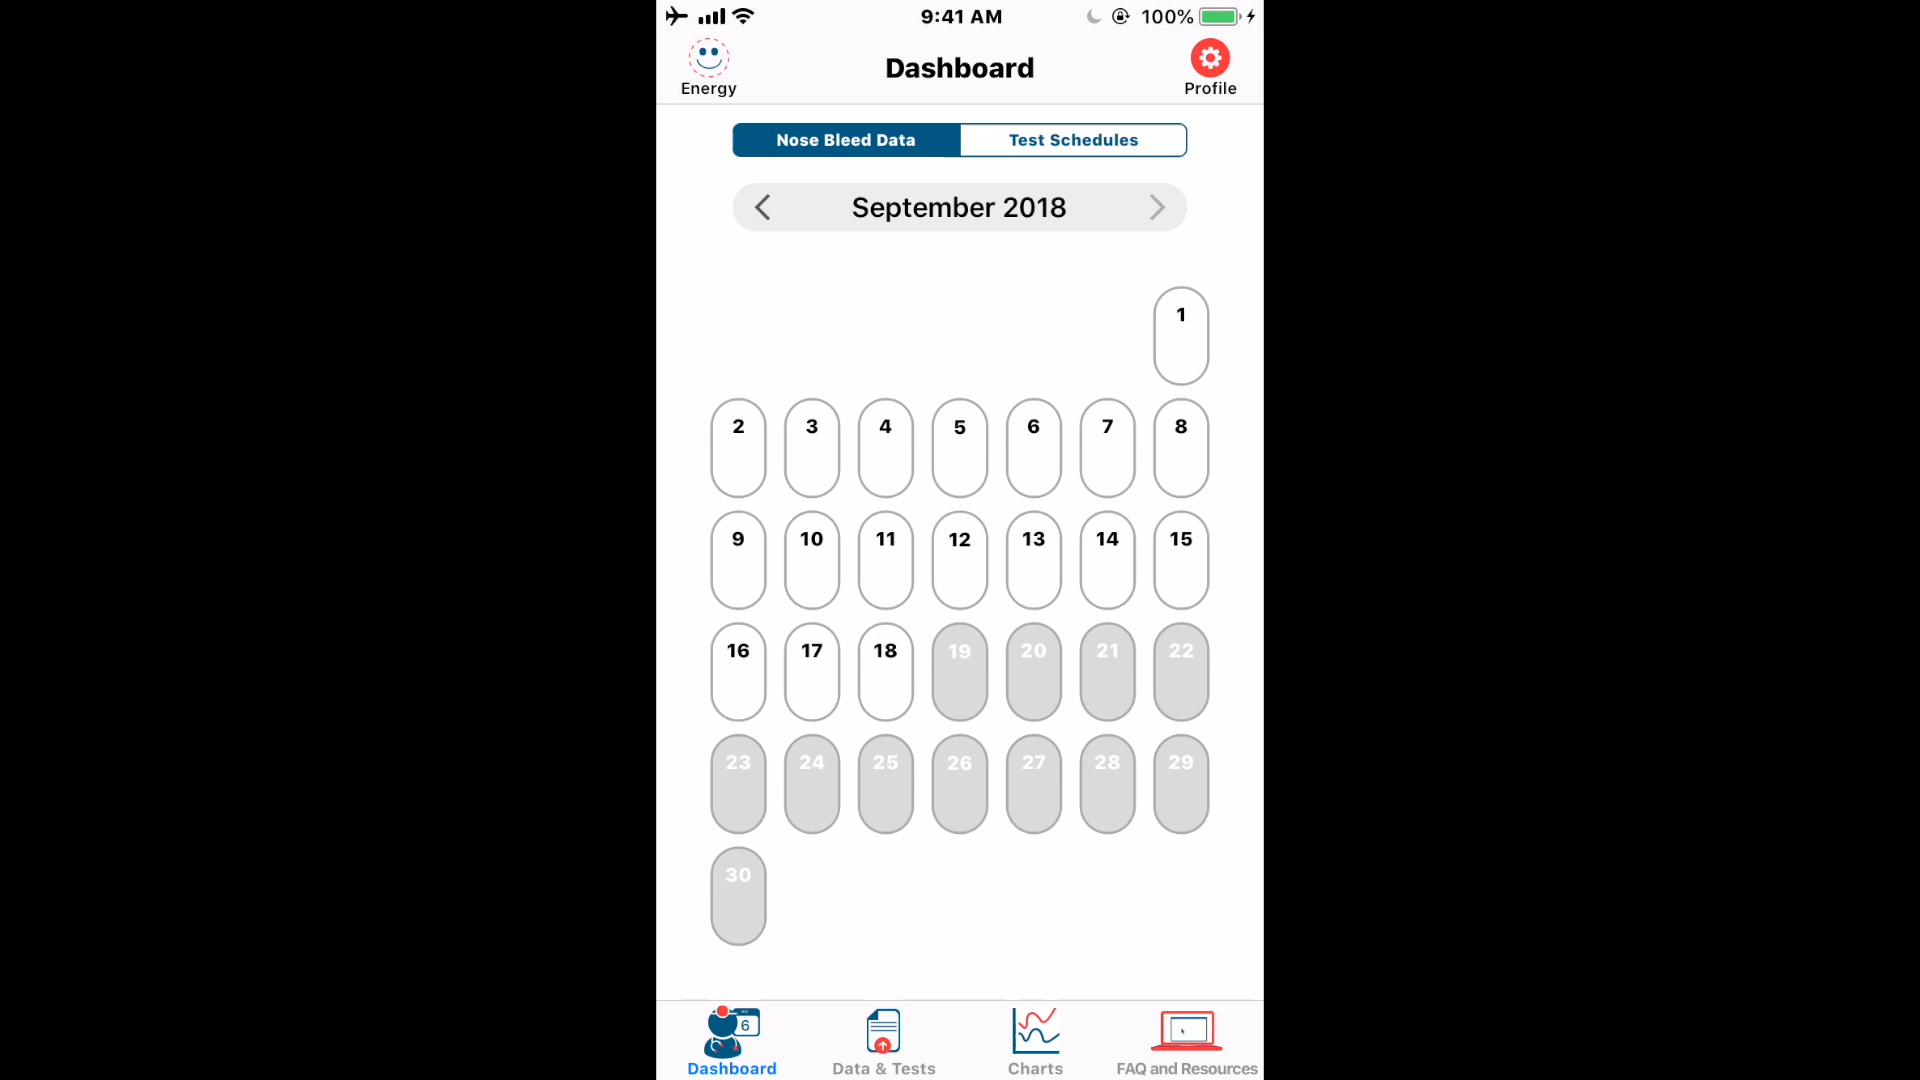 9:41 AM
100%
Energy
Dashboard
Profile
Nose Bleed Data
Test Schedules
September 2018
1
2 3 4 5 6 7 8
9 10 11 12 13 14 15
16 17 18 19 20 21 22
23 24 25 26 27 28 29
30
6
Dashboard
Data & Tests
Charts
FAQ and Resources